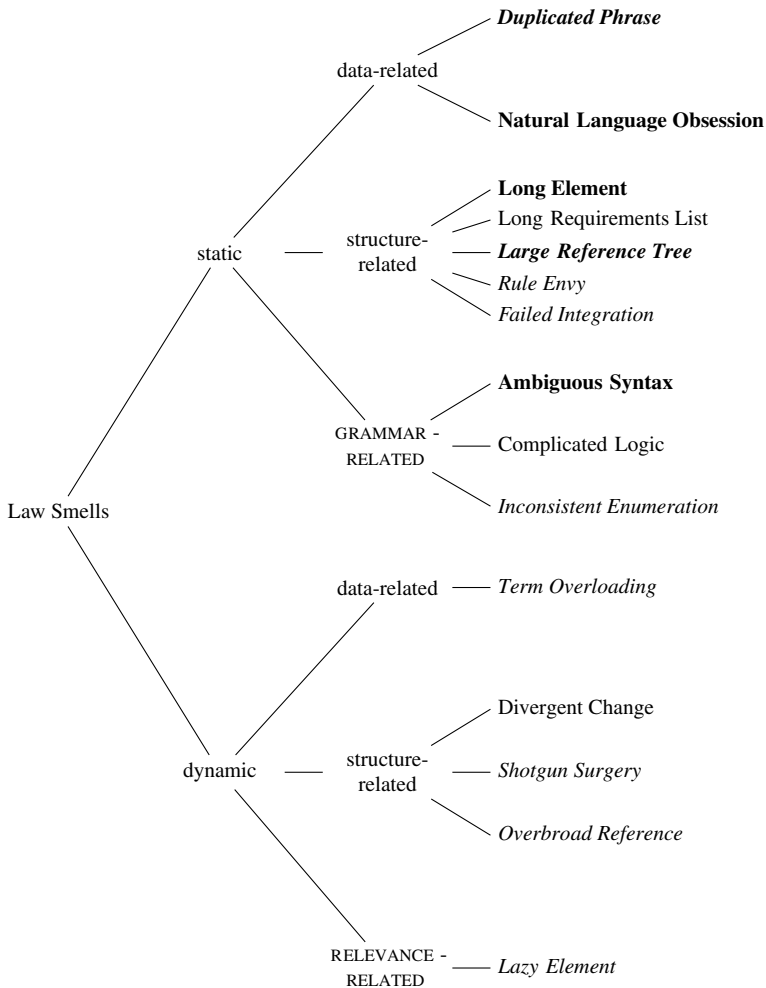 Duplicated Phrase
data-related
Natural Language Obsession
Long Element
Long Requirements List
static
structure-
related
Large Reference Tree
Rule Envy
Failed Integration
Ambiguous Syntax
GRAMMAR -
RELATED
Complicated Logic
Inconsistent Enumeration
Law Smells
data-related
Term Overloading
Divergent Change
dynamic
structure-
related
Shotgun Surgery
Overbroad Reference
RELEVANCE -
RELATED
Lazy Element